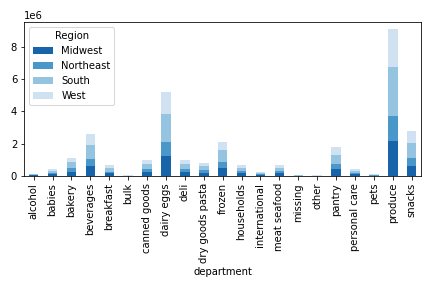 1e6
8
6
4
2
0
Region
Midwest
Northeast
South
West
alcohol
babies
bakery
beverages
breakfast
bulk
canned goods
dairy eggs
deli
dry goods pasta
frozen
households
international
meat seafood
missing
other
pantry
personal care
pets
produce
snacks
department